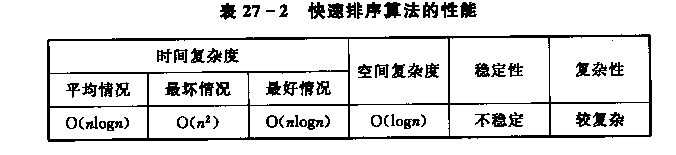 表 27-2 快速排序算法的性能
时间复杂度 空间复杂度 稳定性 复杂性
平均情况 最坏情况 最好情况
O(nlogn) O(n²) O(nlogn) O(logn) 不稳定 较复杂